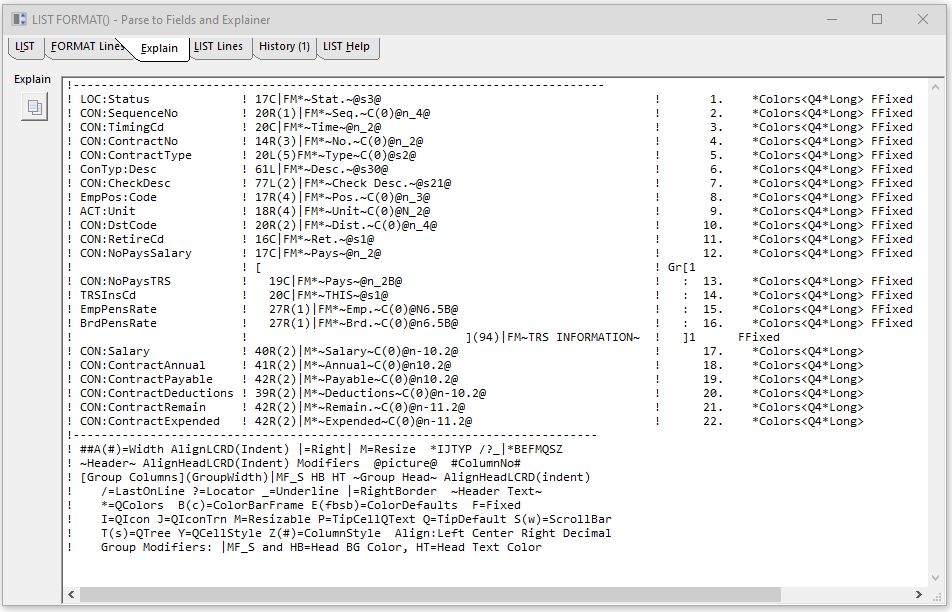 LIST FORMAT() - Parse to Fields and Explainer
LIST FORMAT Lines Explain LIST Lines History (1) LIST Help
Explain
!---------------------------------------------------------------------------
! LOC:Status ! 17C|FM*~Stat.~@s3@ ! 1. *Colors<Q4*Long> FFixed
! CON:SequenceNo ! 20R(1)|FM*~Seq.~C(0)@n_4@ ! 2. *Colors<Q4*Long> FFixed
! CON:TimingCd ! 20C|FM*~Time~@n_2@ ! 3. *Colors<Q4*Long> FFixed
! CON:ContractNo ! 14R(3)|FM*~No.~C(0)@n_2@ ! 4. *Colors<Q4*Long> FFixed
! CON:ContractType ! 20L(5)FM*~Type~C(0)@s2@ ! 5. *Colors<Q4*Long> FFixed
! ConTyp:Desc ! 61L|FM*~Desc.~@s30@ ! 6. *Colors<Q4*Long> FFixed
! CON:CheckDesc ! 77L(2)|FM*~Check Desc.~@s21@ ! 7. *Colors<Q4*Long> FFixed
! EmpPos:Code ! 17R(4)|FM*~Pos.~C(0)@n_3@ ! 8. *Colors<Q4*Long> FFixed
! ACT:Unit ! 18R(4)|FM*~Unit~C(0)@N_2@ ! 9. *Colors<Q4*Long> FFixed
! CON:DstCode ! 20R(2)|FM*~Dist.~C(0)@n_4@ ! 10. *Colors<Q4*Long> FFixed
! CON:RetireCd ! 16C|FM*~Ret.~@s1@ ! 11. *Colors<Q4*Long> FFixed
! CON:NoPaysSalary ! 17C|FM*~Pays~@n_2@ ! 12. *Colors<Q4*Long> FFixed
! ! [ ! Gr[1
! CON:NoPaysTRS ! 19C|FM*~Pays~@n_2B@ ! : 13. *Colors<Q4*Long> FFixed
! TRSInsCd ! 20C|FM*~THIS~@s1@ ! : 14. *Colors<Q4*Long> FFixed
! EmpPensRate ! 27R(1)|FM*~Emp.~C(0)@N6.5B@ ! : 15. *Colors<Q4*Long> FFixed
! BrdPensRate ! 27R(1)|FM*~Brd.~C(0)@n6.5B@ ! : 16. *Colors<Q4*Long> FFixed
! ! ](94)|FM~TRS INFORMATION~ ! ]1 FFixed
! CON:Salary ! 40R(2)|M*~Salary~C(0)@n-10.2@ ! 17. *Colors<Q4*Long>
! CON:ContractAnnual ! 41R(2)|M*~Annual~C(0)@n10.2@ ! 18. *Colors<Q4*Long>
! CON:ContractPayable ! 42R(2)|M*~Payable~C(0)@n10.2@ ! 19. *Colors<Q4*Long>
! CON:ContractDeductions ! 39R(2)|M*~Deductions~C(0)@n-10.2@ ! 20. *Colors<Q4*Long>
! CON:ContractRemain ! 42R(2)|M*~Remain.~C(0)@n-11.2@ ! 21. *Colors<Q4*Long>
! CON:ContractExpended ! 42R(2)|M*~Expended~C(0)@n-11.2@ ! 22. *Colors<Q4*Long>
!--------------------------------------------------------------------------
! ##A(#)=Width AlignLCRD(Indent) |=Right| M=Resize *IJTYP /?_|*BEFMQSZ
! ~Header~ AlignHeadLCRD(Indent) Modifiers @picture@ #ColumnNo#
! [Group Columns](GroupWidth)|MF_S HB HT ~Group Head~ AlignHeadLCRD(indent)
! /=LastOnLine ?=Locator _=Underline |=RightBorder ~Header Text~
! *=QColors B(c)=ColorBarFrame E(fbsb)=ColorDefaults F=Fixed
! I=QIcon J=QIconTrn M=Resizable P=TipCellQText Q=TipDefault S(w)=ScrollBar
! T(s)=QTree Y=QCellStyle Z(#)=ColumnStyle Align:Left Center Right Decimal
! Group Modifiers: |MF_S and HB=Head BG Color, HT=Head Text Color